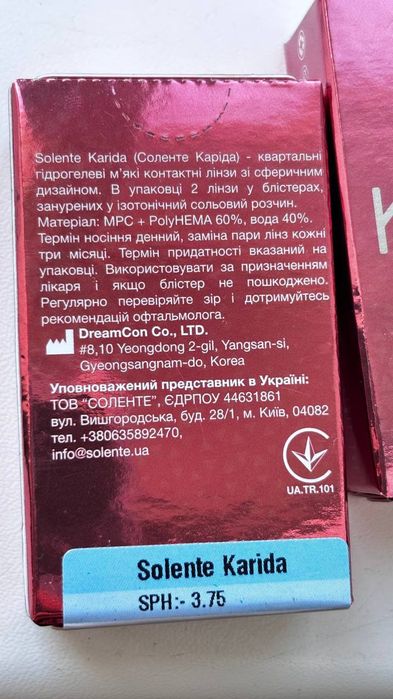 Solente Karida (Соленте Каріда) - квартальні
гідрогелеві м'які контактні лінзи зі сферичним
дизайном. В упаковці 2 лінзи у блістерах,
занурених у ізотонічний сольовий розчин.
Матеріал: MPC + PolyHEMA 60%, вода 40%.
Термін носіння денний, заміна пари лінз кожні
три місяці. Термін придатності вказаний на
упаковці. Використовувати за призначенням
лікаря і якщо блістер не пошкоджено.
Регулярно перевіряйте зір і дотримуйтесь
рекомендацій офтальмолога.
DreamCon Co., LTD.
#8,10 Yeongdong 2-gil, Yangsan-si,
Gyeongsangnam-do, Korea
Уповноважений представник в Україні:
ТОВ "СОЛЕНТЕ", ЄДРПОУ 44631861
вул. Вишгородська, буд. 28/1, м. Київ, 04082
тел. +380635892470,
info@solente.ua
UA.TR.101
Solente Karida
SPH:- 3.75
K